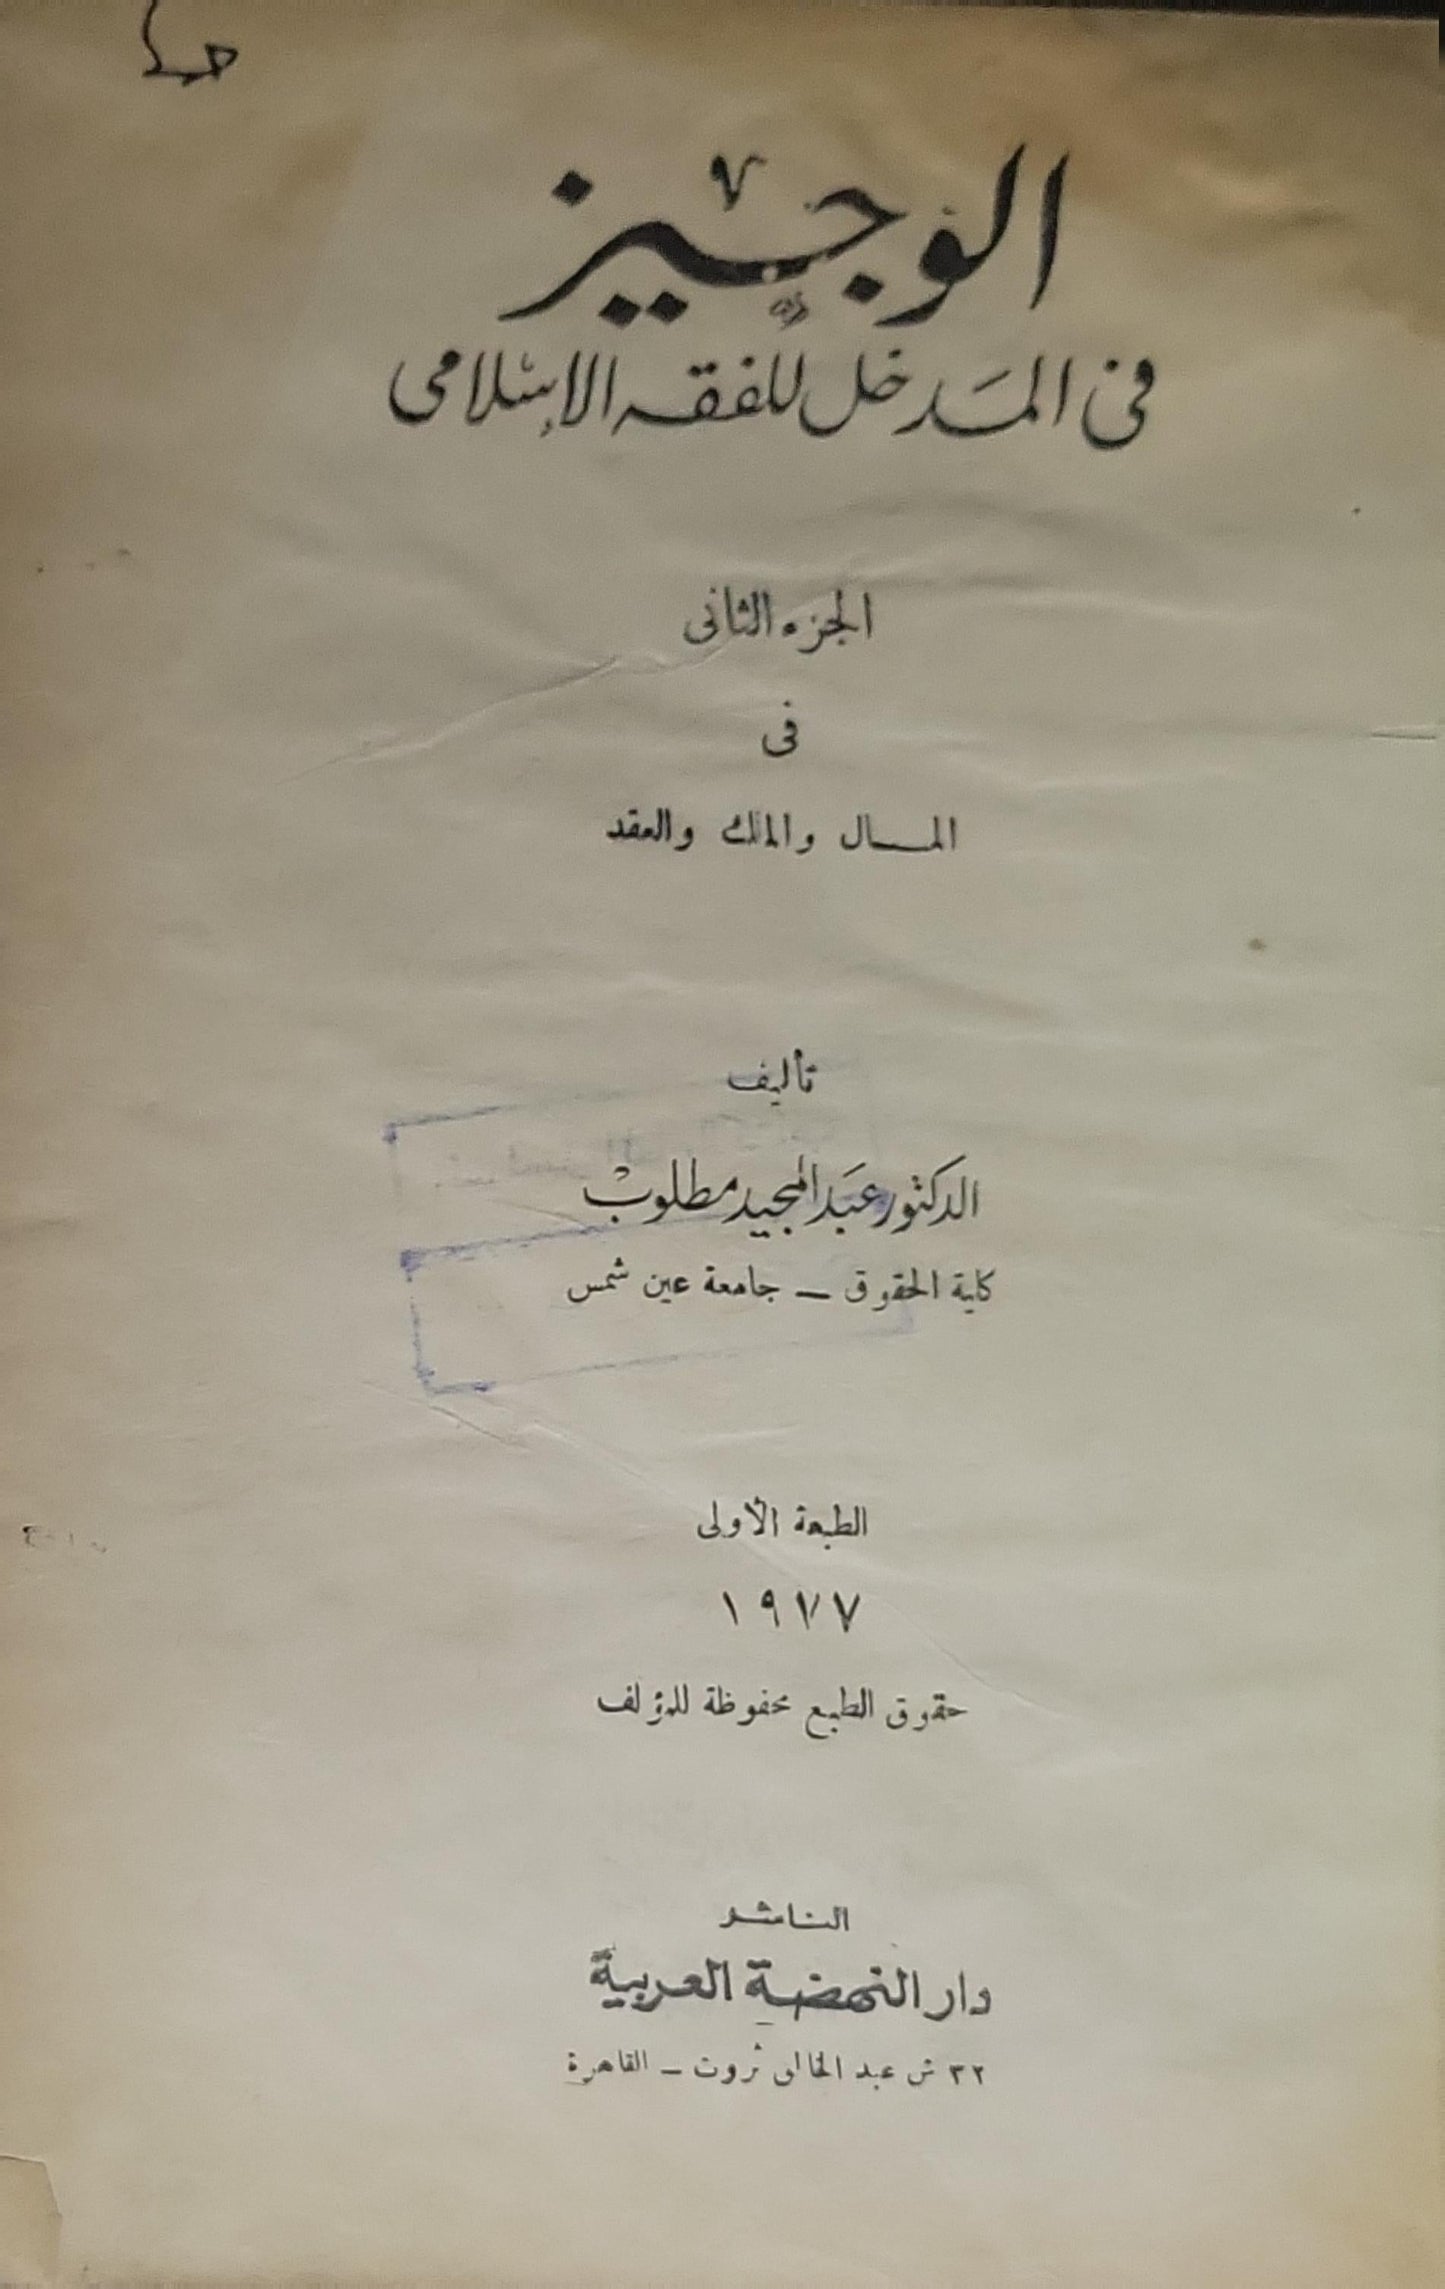 الوجيز
في المدخل للفقه الإسلامى
الجزء الثانى
فى
المال والملك والعقد
تأليف
الدكتور عبد المجيد مطلوب
كلية الحقوق — جامعة عين شمس
الطبعة الأولى
١٩٧٧
حقوق الطبع محفوظة للمؤلف
الناشر
دار النهضة العربية
٣٢ ش عبد الخالق ثروت — القاهرة